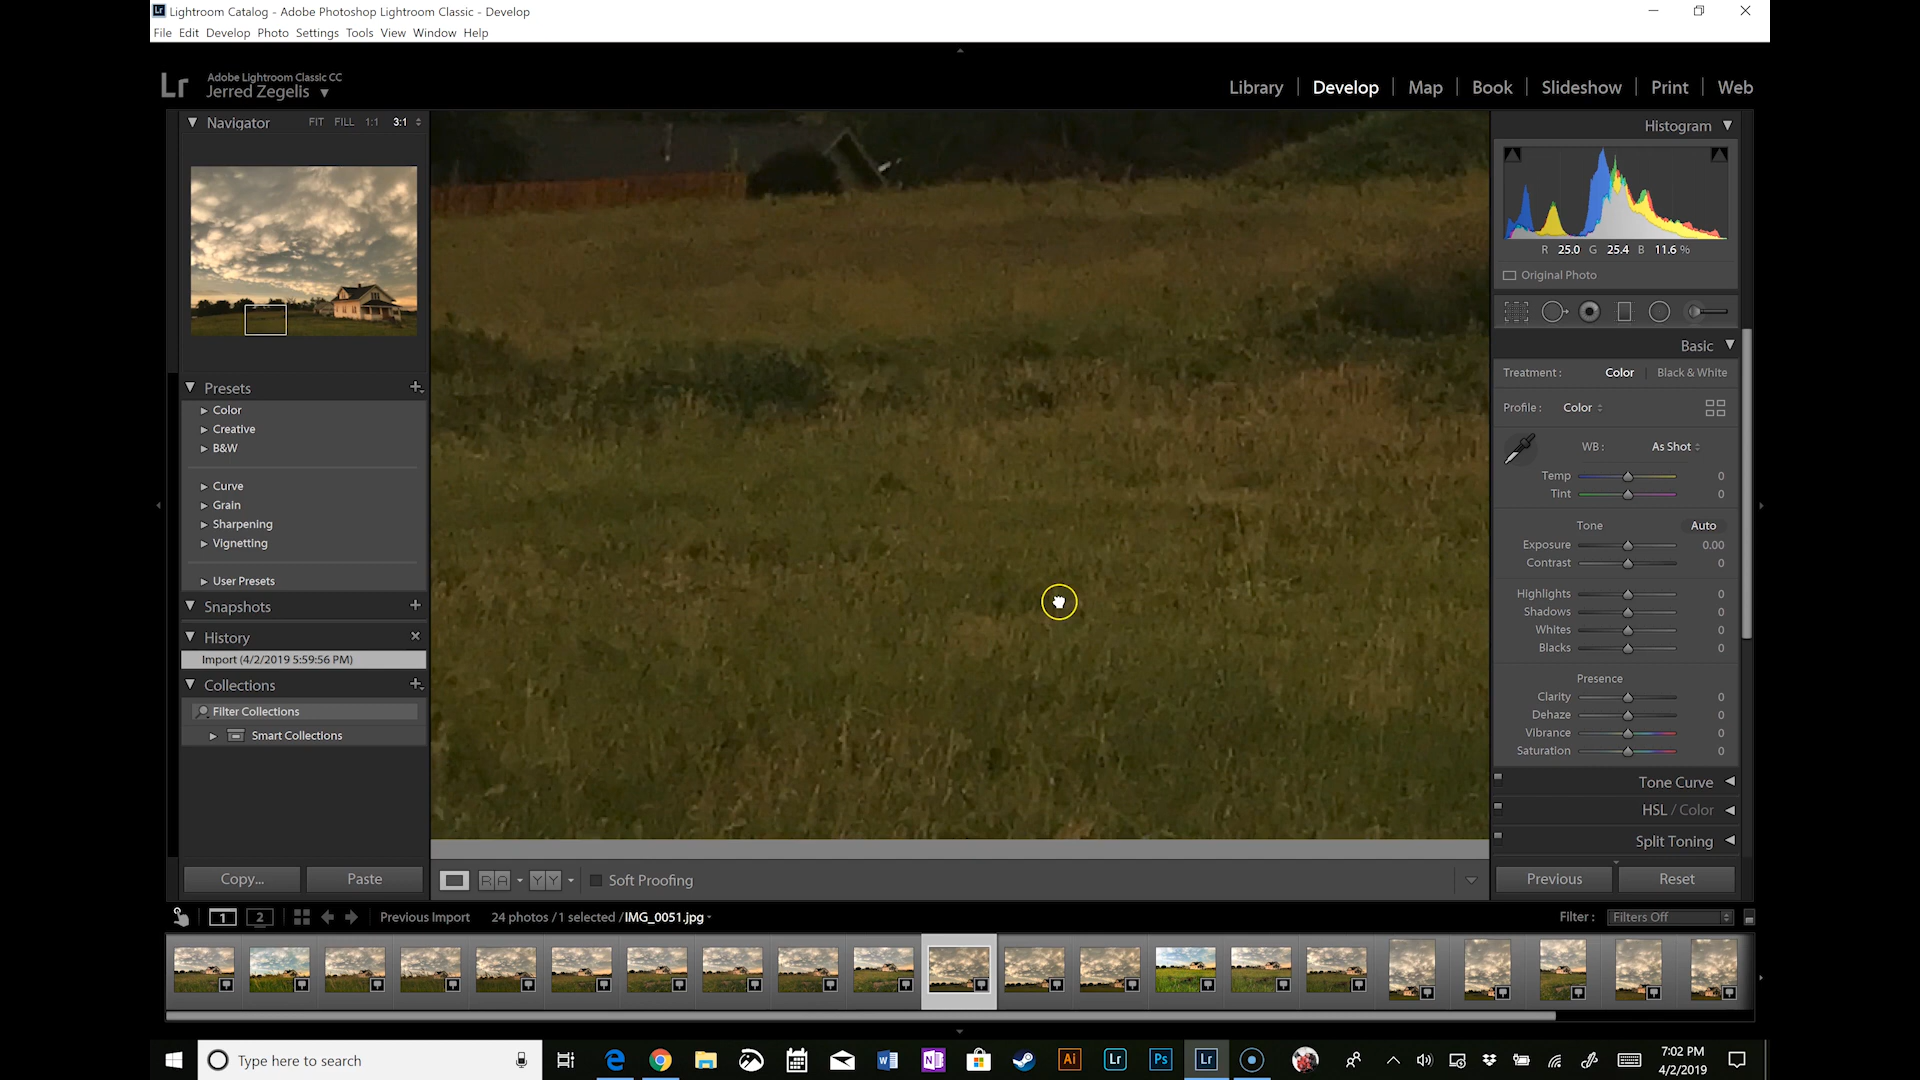 Lr Lightroom Catalog - Adobe Photoshop Lightroom Classic - Develop
File Edit Develop Photo Settings Tools View Window Help
Lr Adobe Lightroom Classic CC
Jerred Zegelis
Library | Develop | Map | Book | Slideshow | Print | Web
Navigator FIT FILL 1:1 3:1
Presets
Color
Creative
B&W
Curve
Grain
Sharpening
Vignetting
User Presets
Snapshots
History
Import (4/2/2019 5:59:56 PM)
Collections
Filter Collections
Smart Collections
Copy... Paste
R A Y Y Soft Proofing
Histogram
R 25.0 G 25.4 B 11.6 %
Original Photo
Basic
Treatment : Color Black & White
Profile : Color
WB : As Shot
Temp 0
Tint 0
Tone Auto
Exposure 0.00
Contrast 0
Highlights 0
Shadows 0
Whites 0
Blacks 0
Presence
Clarity 0
Dehaze 0
Vibrance 0
Saturation 0
Tone Curve
HSL / Color
Split Toning
Previous Reset
1 2 Previous Import 24 photos / 1 selected / IMG_0051.jpg Filter : Filters Off
Type here to search
Ai Lr Ps Lr
7:02 PM
4/2/2019